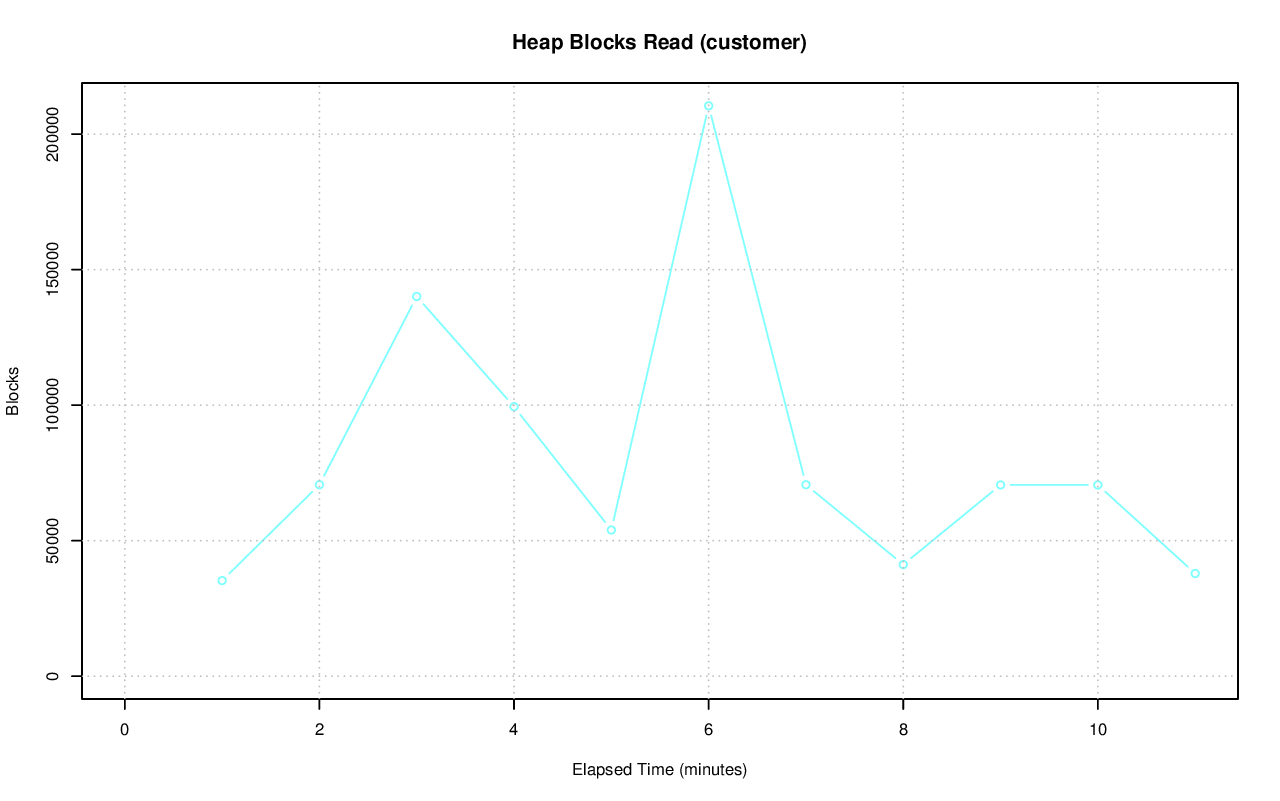 Heap Blocks Read (customer)
200000
150000
100000
50000
0
Blocks
0 2 4 6 8 10
Elapsed Time (minutes)